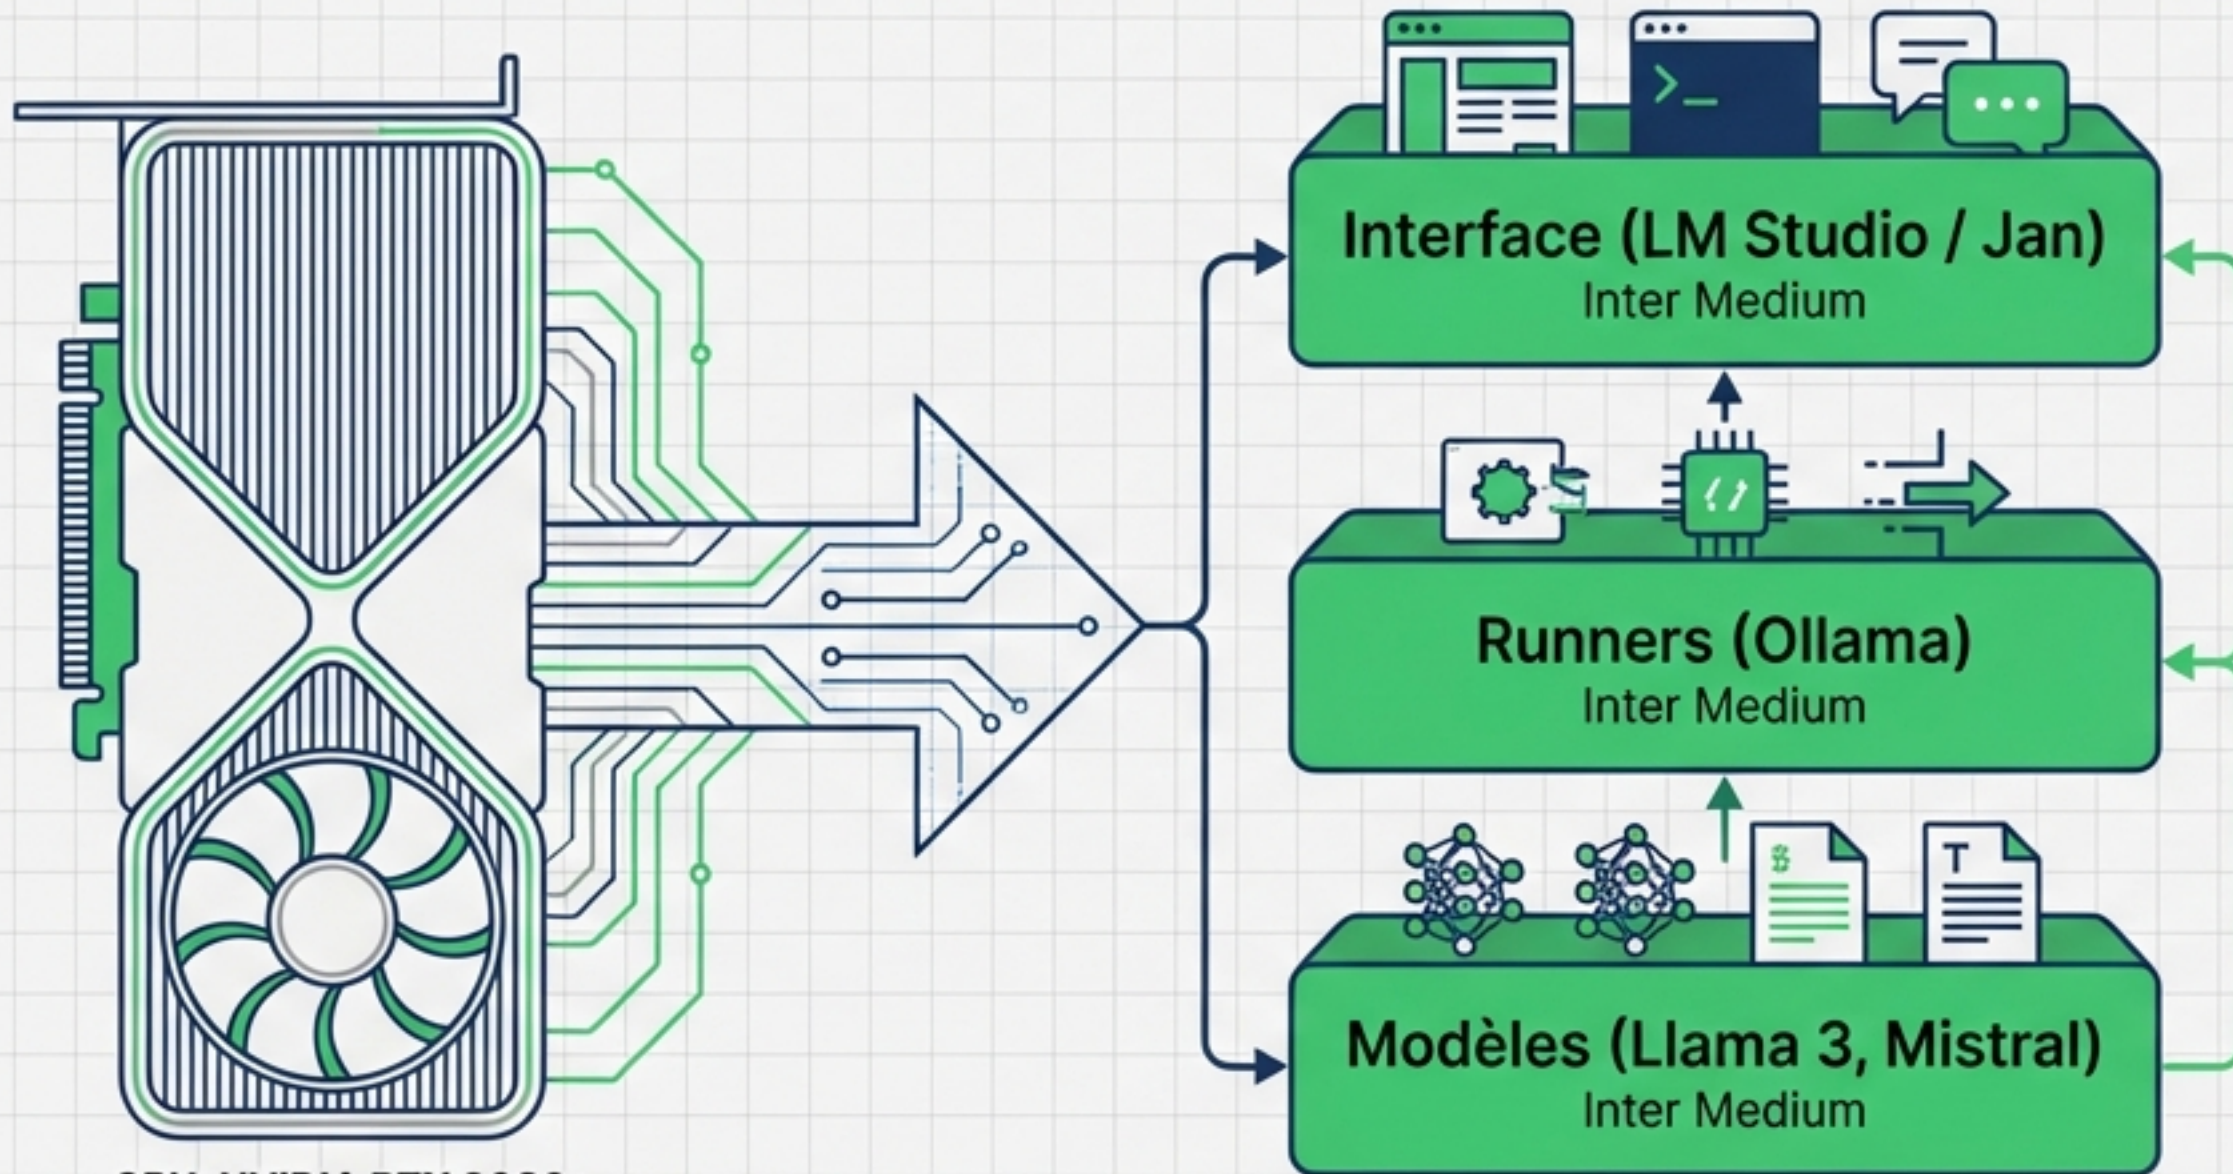 Interface (LM Studio / Jan)
Inter Medium
Runners (Ollama)
Inter Medium
Modèles (Llama 3, Mistral)
Inter Medium